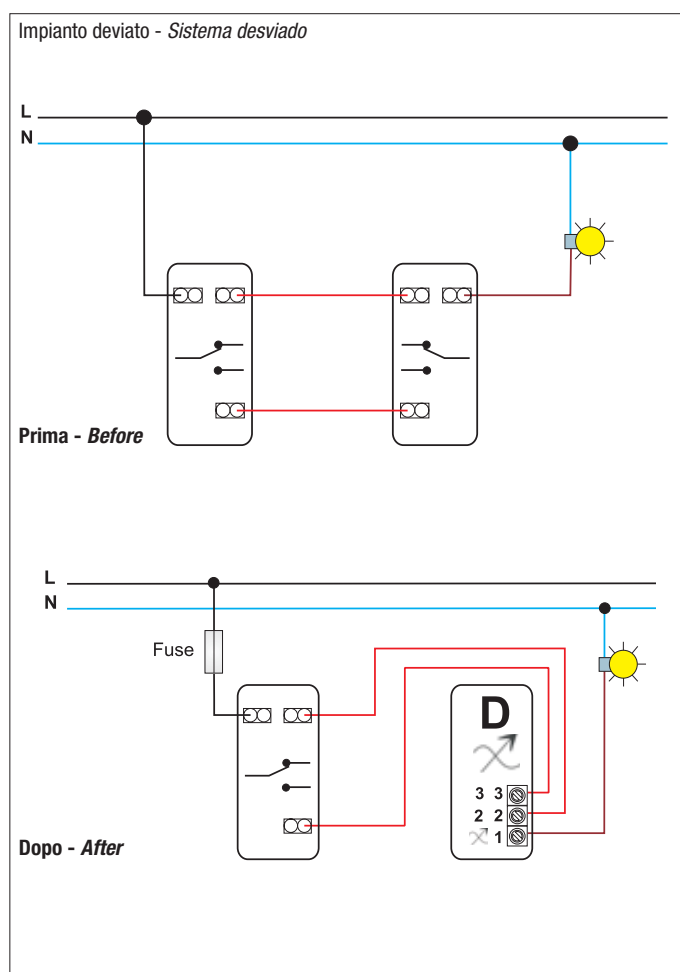 Impianto deviato - Sistema desviado
L
N
Prima - Before
L
N
Fuse
D
3 3
2 2
1
Dopo - After